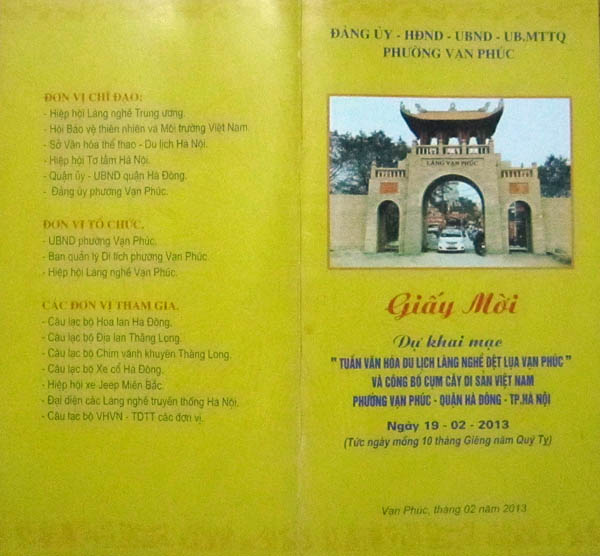 ĐƠN VỊ CHỈ ĐẠO:
- Hiệp hội Làng nghề Trung ương.
- Hội Bảo vệ thiên nhiên và Môi trường Việt Nam.
- Sở Văn hóa thể thao - Du lịch Hà Nội.
- Hiệp hội Tơ tằm Hà Nội.
- Quận ủy - UBND quận Hà Đông.
- Đảng ủy phường Vạn Phúc.
ĐƠN VỊ TỔ CHỨC.
- UBND phường Vạn Phúc.
- Ban quản lý Di tích phường Vạn Phúc.
- Hiệp hội Làng nghề Vạn Phúc.
CÁC ĐƠN VỊ THAM GIA.
- Câu lạc bộ Hoa lan Hà Đông.
- Câu lạc bộ Địa lan Thăng Long.
- Câu lạc bộ Chim vành khuyên Thăng Long.
- Câu lạc bộ Xe cổ Hà Đông.
- Hiệp hội xe Jeep Miền Bắc.
- Đại diện các Làng nghề truyền thống Hà Nội.
- Câu lạc bộ VHVN - TDTT các đơn vị.
ĐẢNG ỦY - HĐND - UBND - UB.MTTQ
PHƯỜNG VẠN PHÚC
LÀNG VẠN PHÚC
Giấy Mời
Dự khai mạc
"TUẦN VĂN HÓA DU LỊCH LÀNG NGHỀ DỆT LỤA VẠN PHÚC"
VÀ CÔNG BỐ CỤM CÂY DI SẢN VIỆT NAM
PHƯỜNG VẠN PHÚC - QUẬN HÀ ĐÔNG - TP.HÀ NỘI
Ngày 19 - 02 - 2013
(Tức ngày mồng 10 tháng Giêng năm Quý Tỵ)
Vạn Phúc, tháng 02 năm 2013